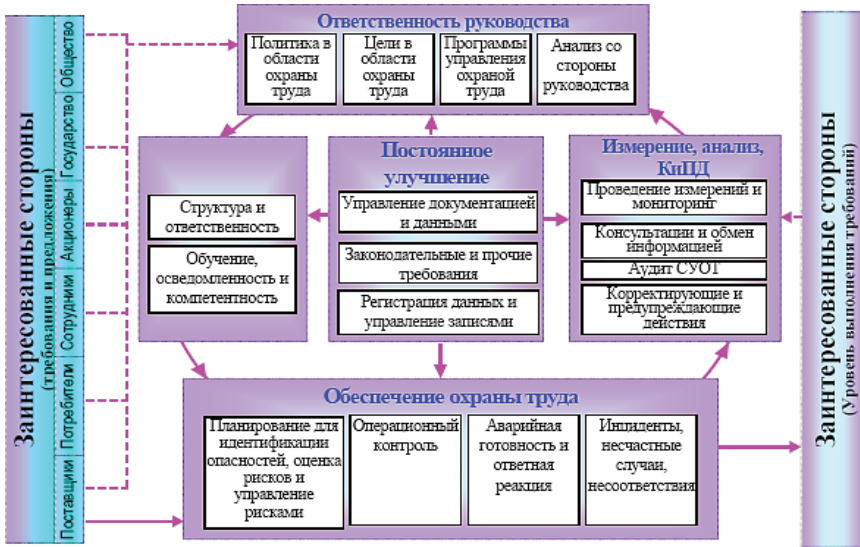 Заинтересованные стороны
(требования и предложения)
Общество
Государство
Акционеры
Сотрудники
Потребители
Поставщики
Ответственность руководства
Политика в
области
охраны
труда
Цели в
области
охраны
труда
Программы
управления
охраной
труда
Анализ со
стороны
руководства
Структура и
ответственность
Обучение,
осведомленность и
компетентность
Постоянное
улучшение
Управление документацией
и данными
Законодательные и прочие
требования
Регистрация данных и
управление записями
Измерение, анализ,
КиПД
Проведение измерений и
мониторинг
Консультации и обмен
информацией
Аудит СУОТ
Корректирующие и
предупреждающие
действия
Обеспечение охраны труда
Планирование для
идентификации
опасностей, оценка
рисков и
управление
рисками
Операционный
контроль
Аварийная
готовность и
ответная
реакция
Инциденты,
несчастные
случаи,
несоответствия
Заинтересованные стороны
(Уровень выполнения требований)